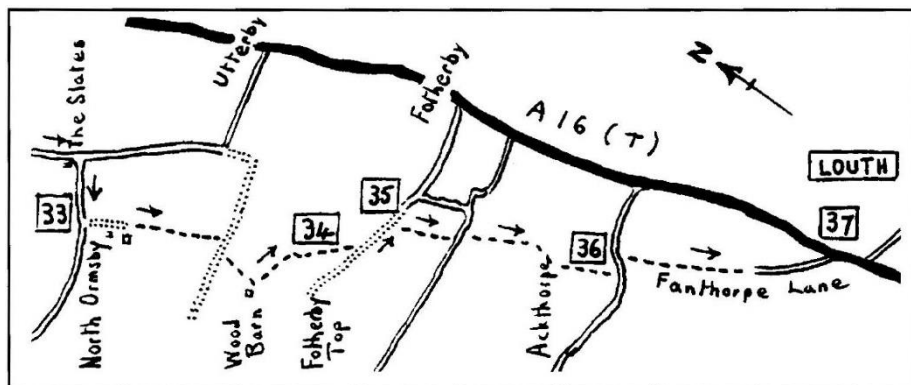 The Slates
Utterby
Fotherby
N
A16 (T)
LOUTH
33
34
35
36
37
North Ormsby
Wood
Barn
Fotherby
Top
Ackthorpe
Fanthorpe Lane